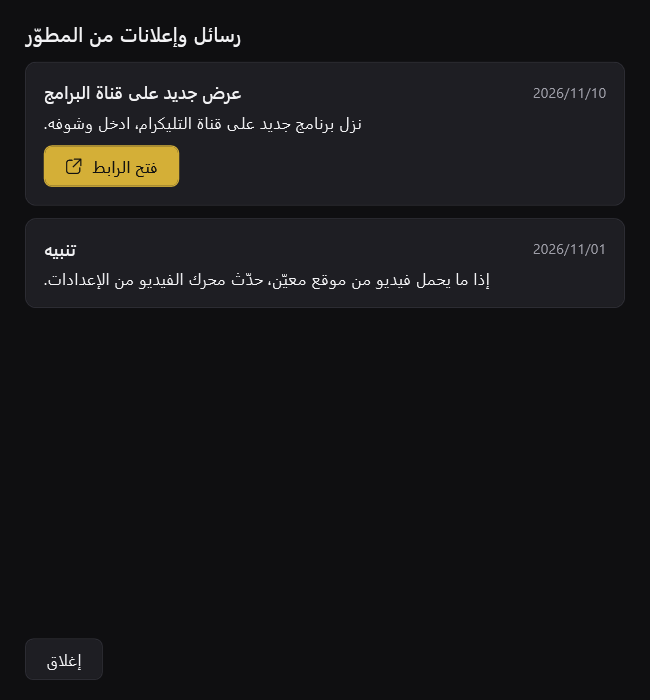 رسائل وإعلانات من المطوّر
عرض جديد على قناة البرامج
2026/11/10
نزل برنامج جديد على قناة التليكرام، ادخل وشوفه.
فتح الرابط
تنبيه
2026/11/01
إذا ما يحمل فيديو من موقع معيّن، حدّث محرك الفيديو من الإعدادات.
إغلاق